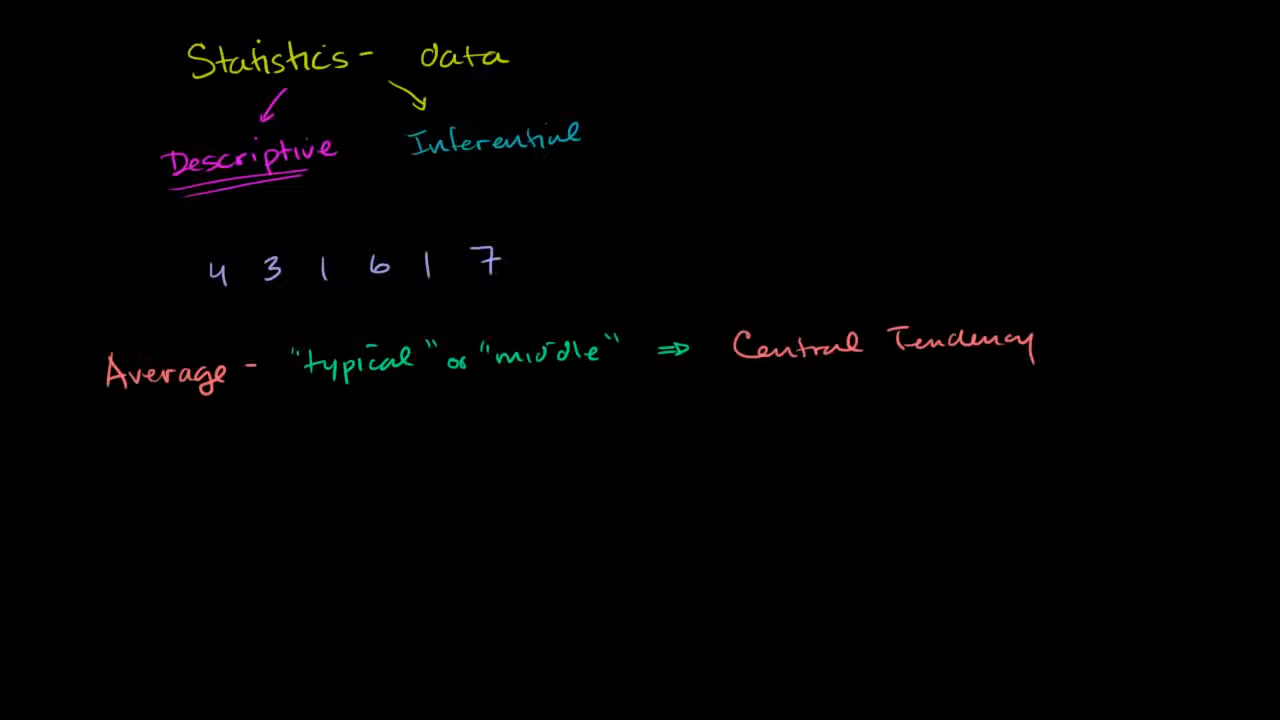 Statistics - data
Descriptive Inferential
4 3 1 6 1 7
Average - "typical" or "middle" ⇒ Central Tendency